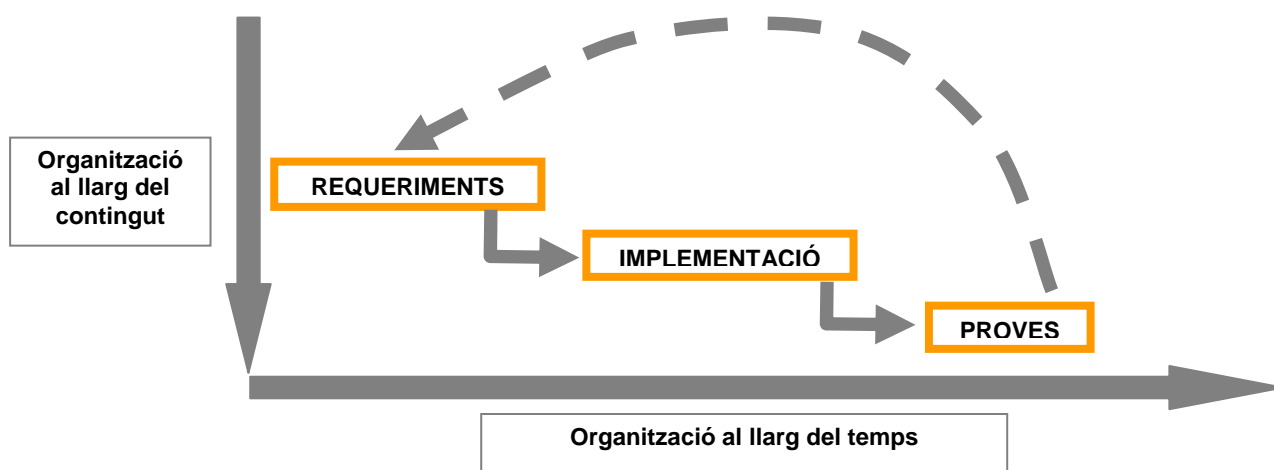 Organització
al llarg del
contingut
REQUERIMENTS
IMPLEMENTACIÓ
PROVES
Organització al llarg del temps